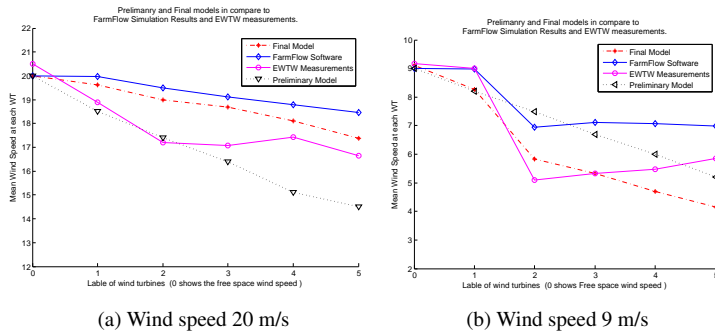 Prelimanry and Final models in compare to
FarmFlow Simulation Results and EWTW measurements.
Final Model
FarmFlow Software
EWTW Measurements
Preliminary Model
Mean Wind Speed at each WT
22
21
20
19
18
17
16
15
14
13
12
0 1 2 3 4 5
Lable of wind turbines (0 shows the free space wind speed )
(a) Wind speed 20 m/s
Prelimanry and Final models in compare to
FarmFlow Simulation Results and EWTW measurements.
Final Model
FarmFlow Software
EWTW Measurements
Preliminary Model
Mean Wind Speed at each WT
11
10
9
8
7
6
5
4
2
0 1 2 3 4 5
Lable of wind turbines (0 shows Free space wind speed )
(b) Wind speed 9 m/s